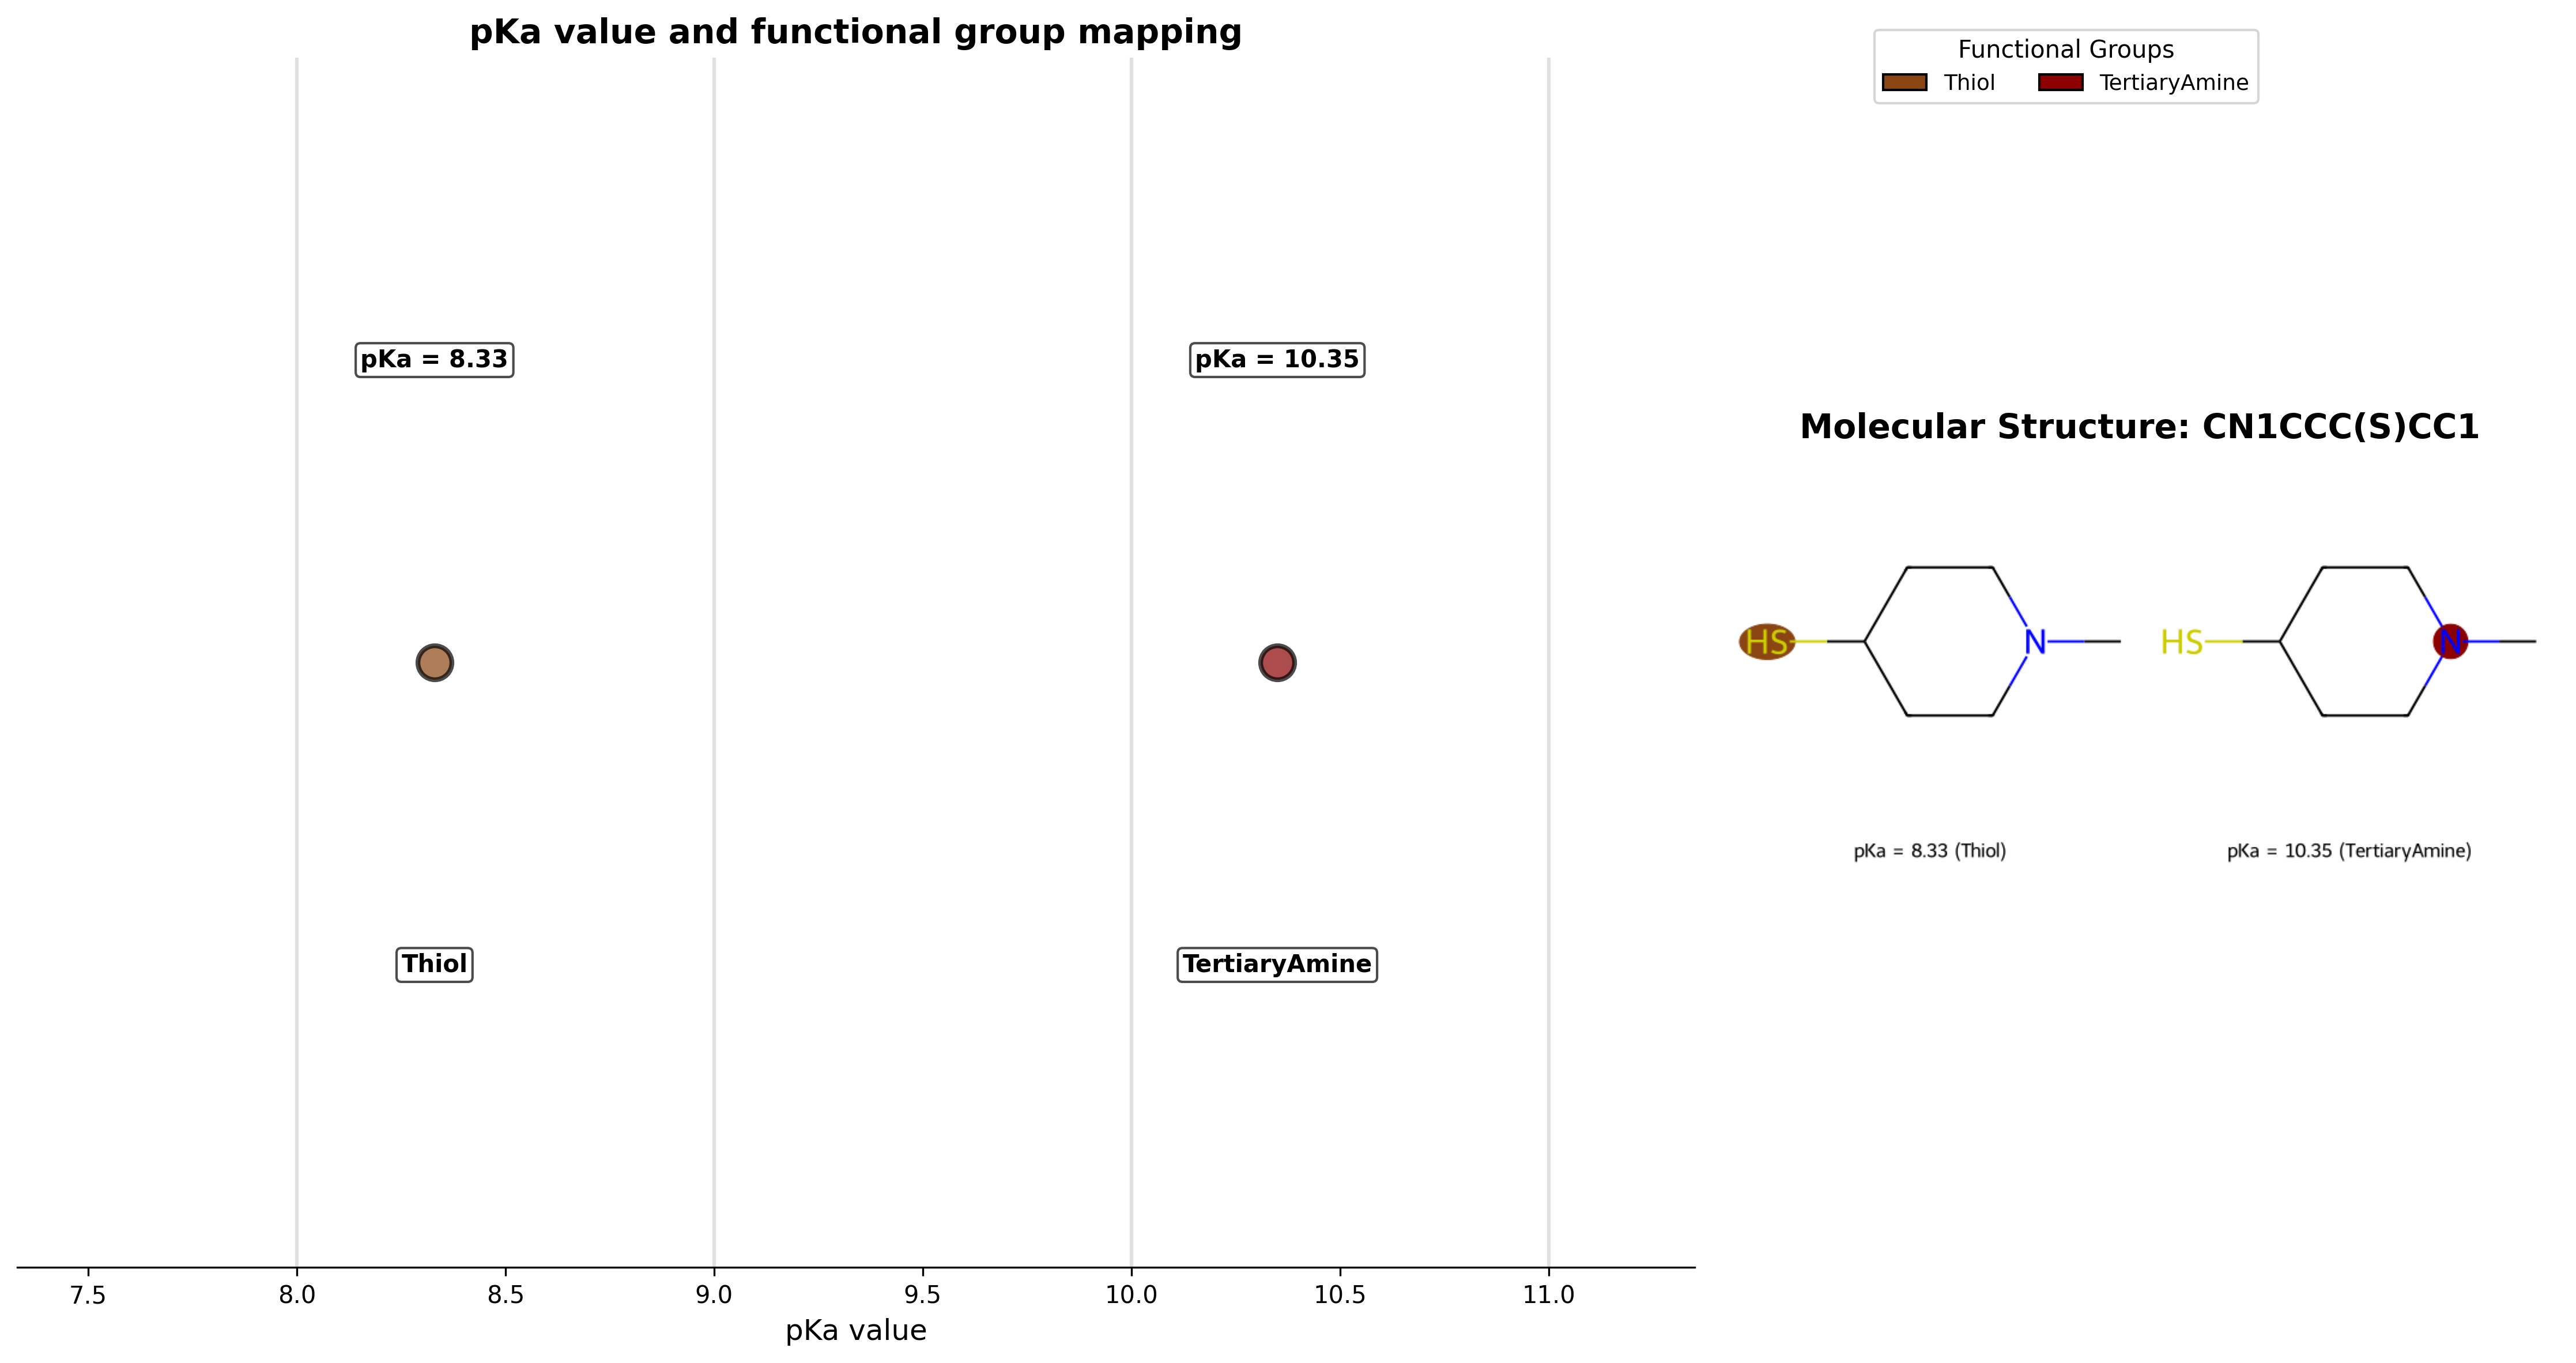 pKa value and functional group mapping
pKa = 8.33
pKa = 10.35
Thiol
TertiaryAmine
7.5
8.0
8.5
9.0
9.5
10.0
10.5
11.0
pKa value
Functional Groups
Thiol
TertiaryAmine
Molecular Structure: CN1CCC(S)CC1
HS
N
HS
N
pKa = 8.33 (Thiol)
pKa = 10.35 (TertiaryAmine)